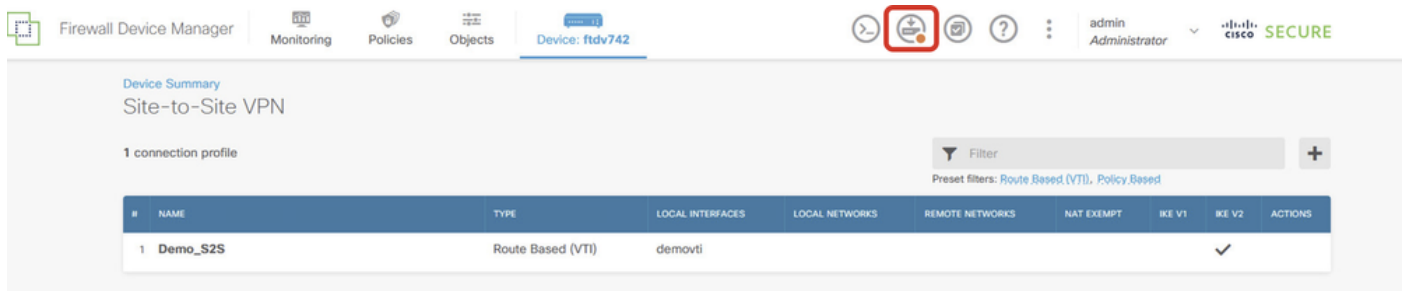 Firewall Device Manager
Monitoring
Policies
Objects
Device: ftdv742
>_
?
admin
Administrator
cisco SECURE
Device Summary
Site-to-Site VPN
1 connection profile
Filter
+
Preset filters: Route Based (VTI), Policy Based
# NAME TYPE LOCAL INTERFACES LOCAL NETWORKS REMOTE NETWORKS NAT EXEMPT IKE V1 IKE V2 ACTIONS
1 Demo_S2S Route Based (VTI) demovti ✓